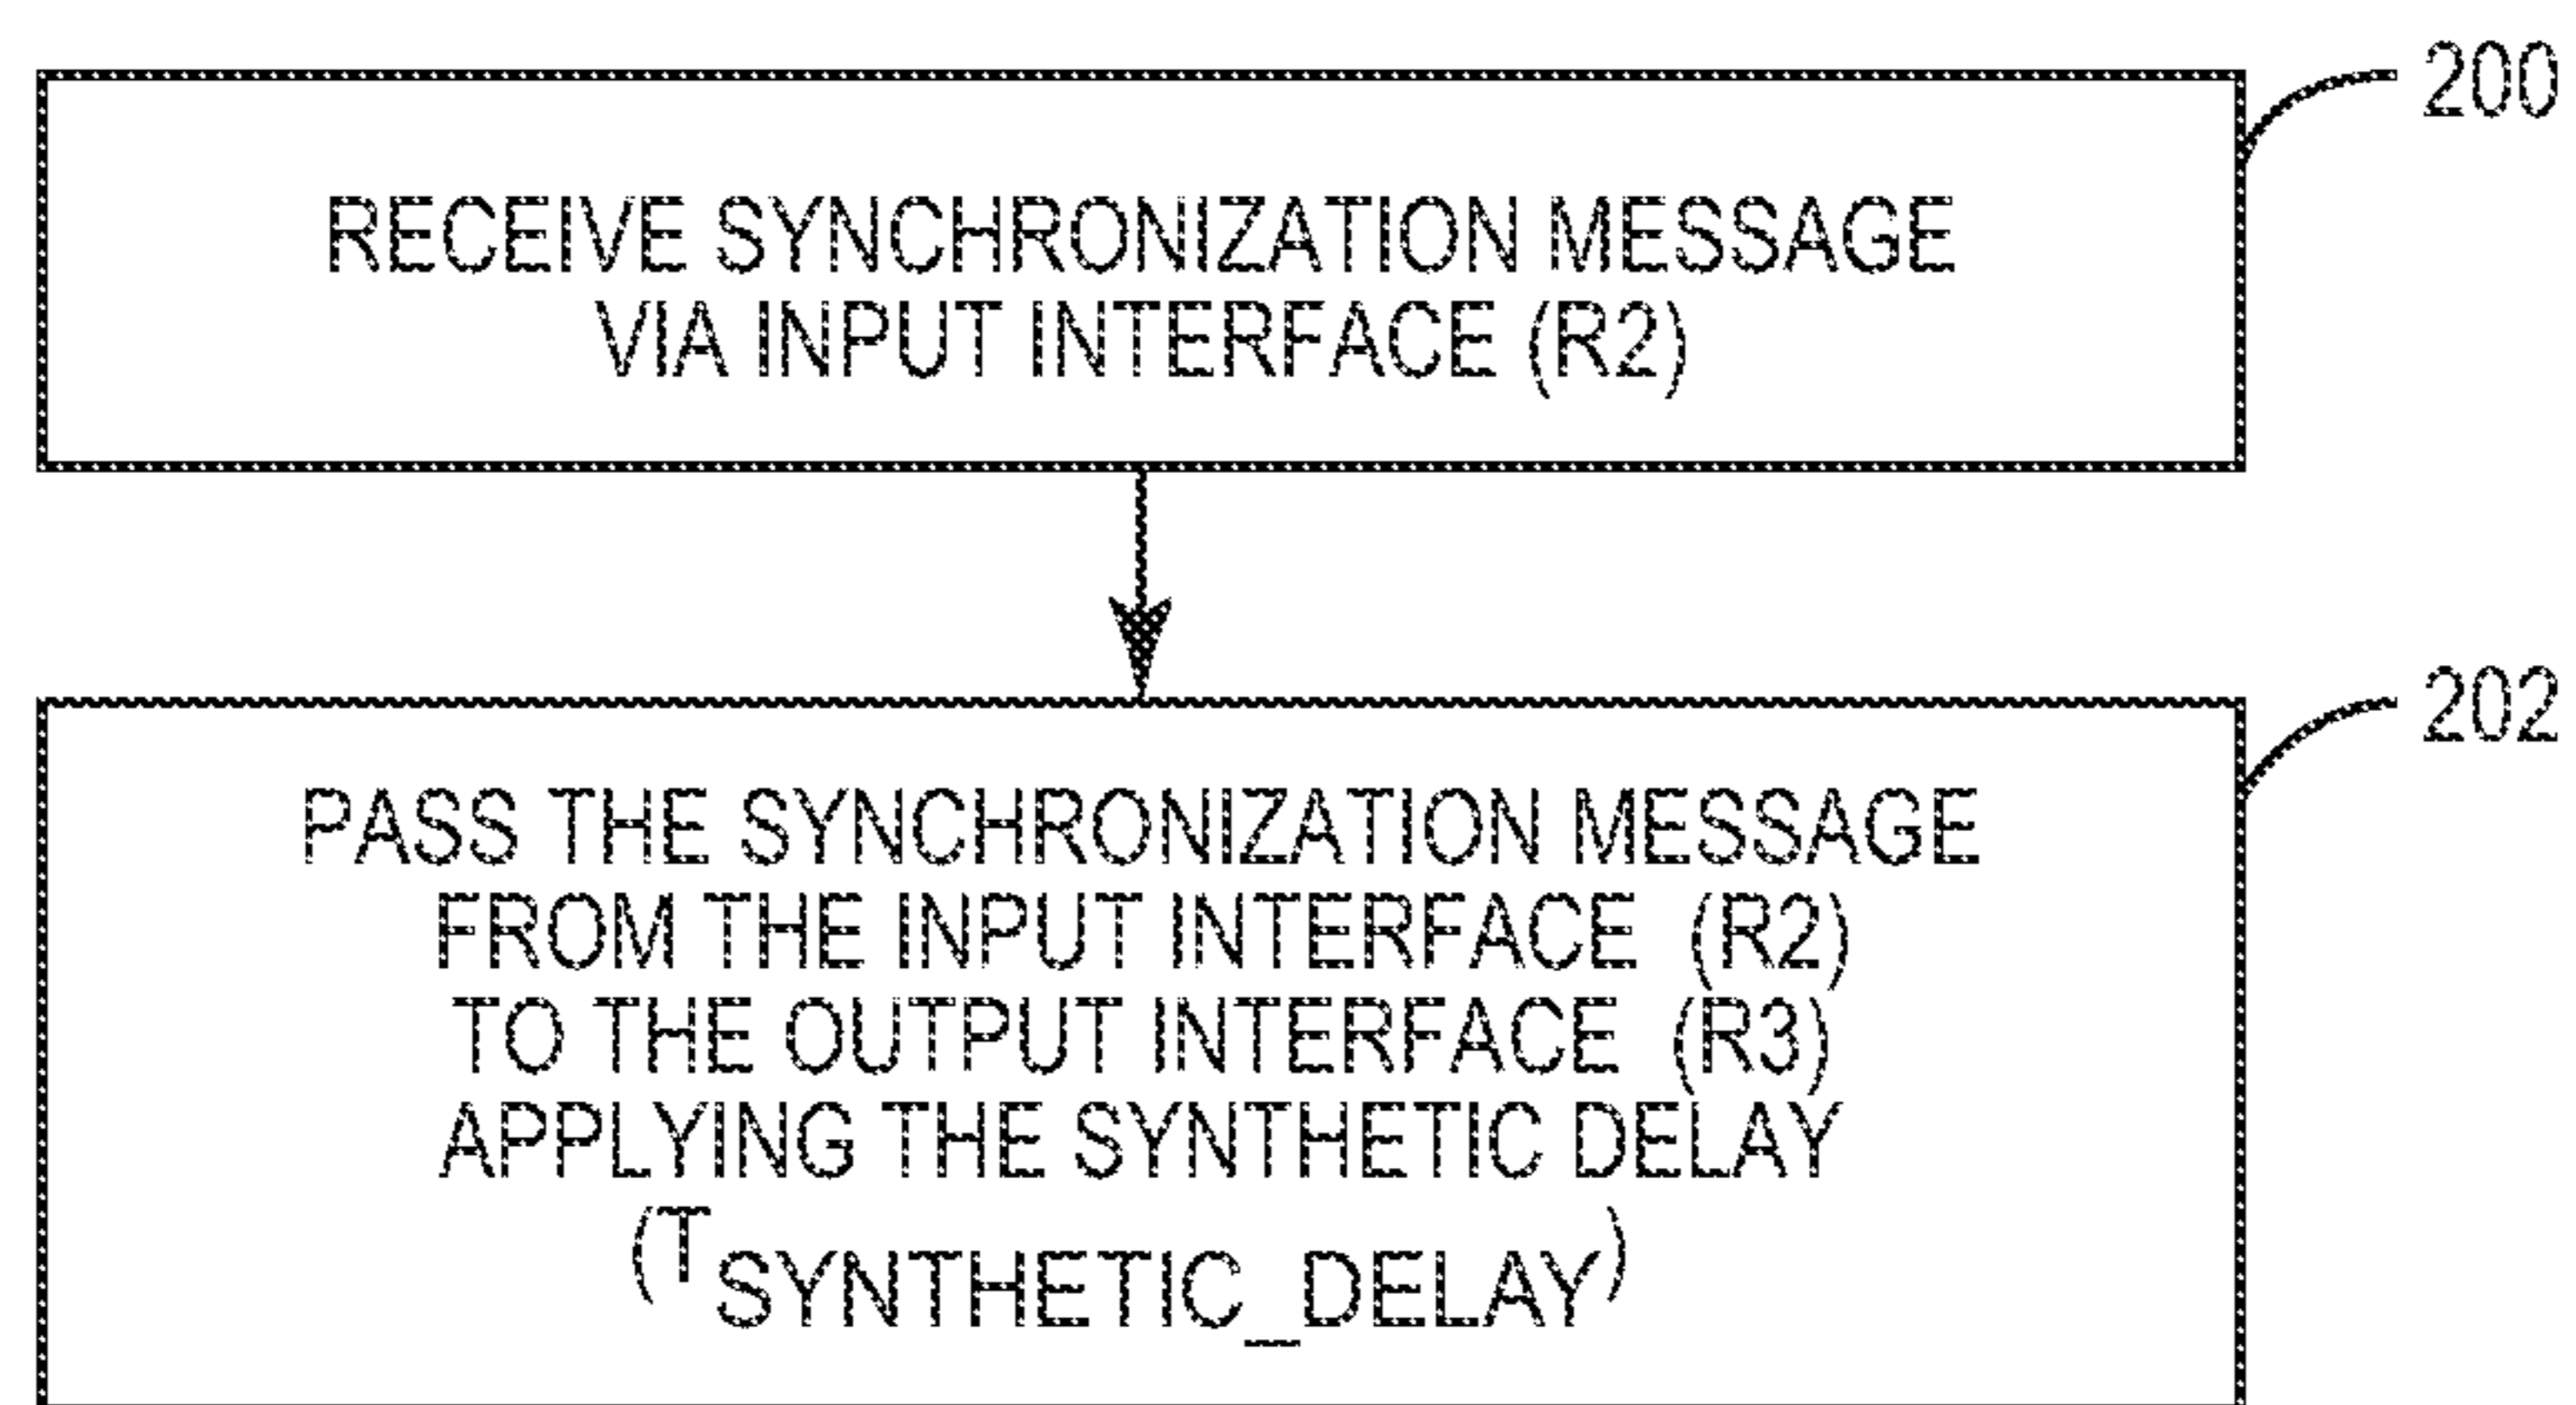 200
RECEIVE SYNCHRONIZATION MESSAGE
VIA INPUT INTERFACE (R2)
202
PASS THE SYNCHRONIZATION MESSAGE
FROM THE INPUT INTERFACE (R2)
TO THE OUTPUT INTERFACE (R3)
APPLYING THE SYNTHETIC DELAY
(TSYNTHETIC_DELAY)